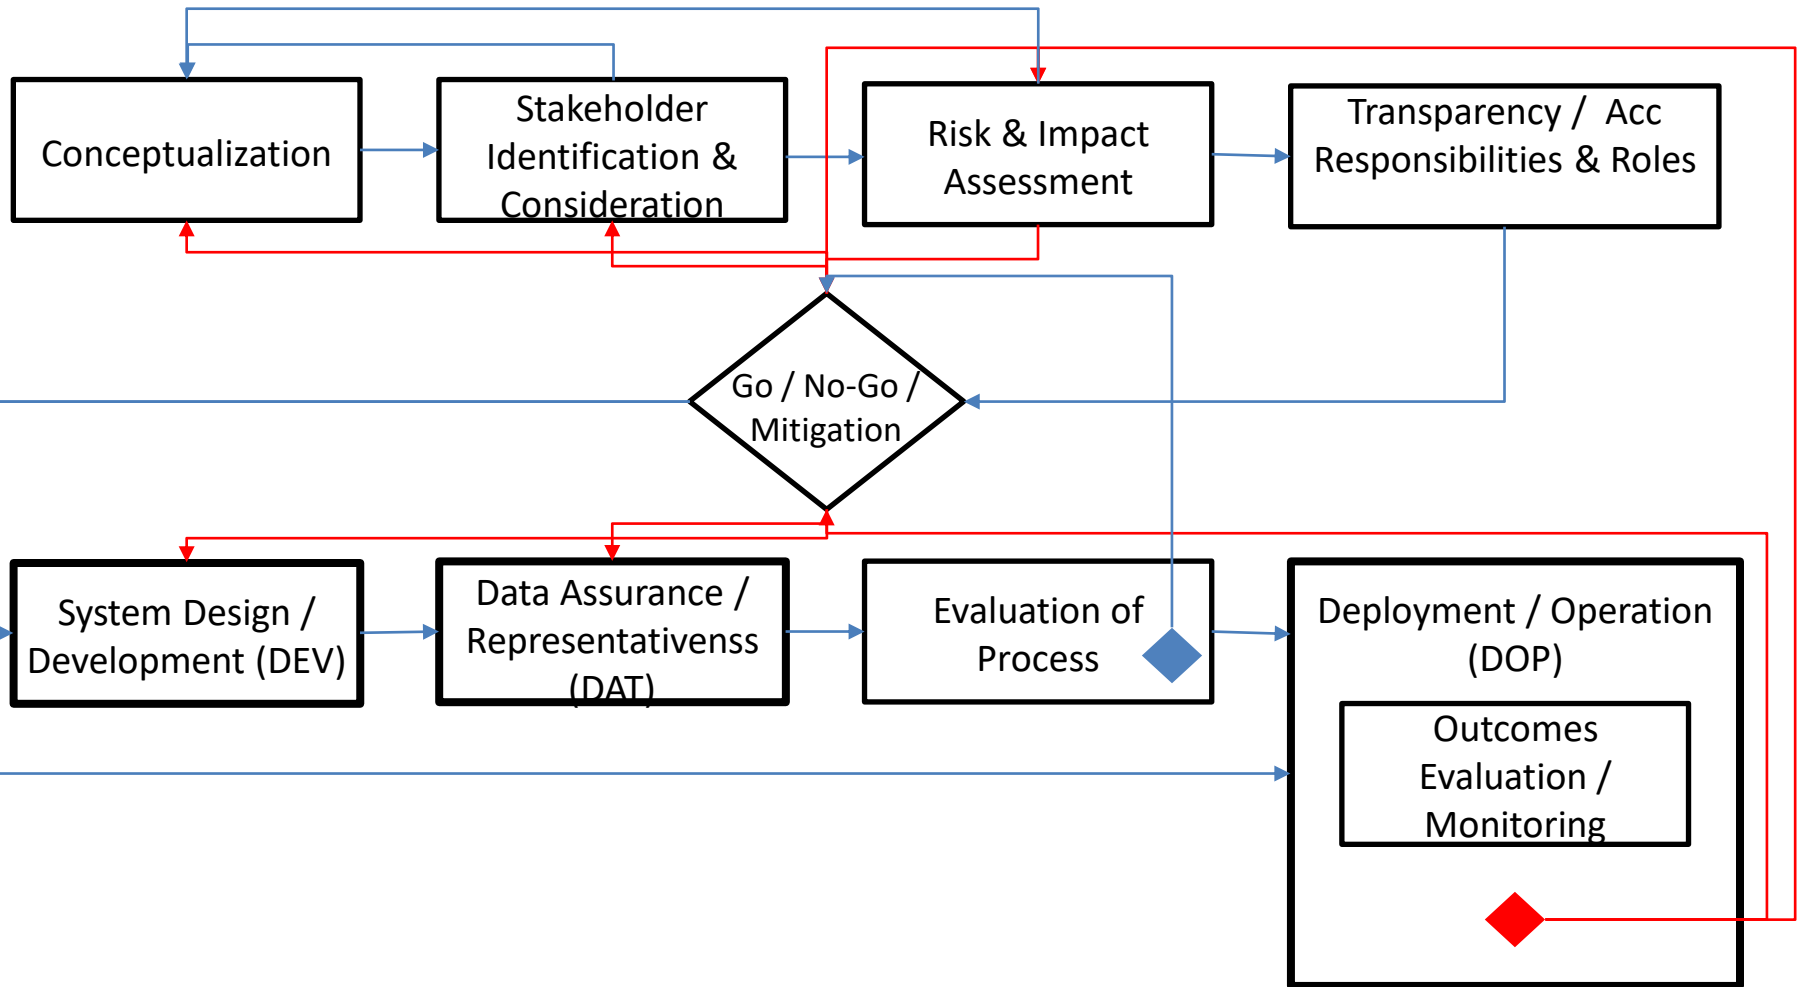 Conceptualization
Stakeholder
Identification &
Consideration
Risk & Impact
Assessment
Transparency / Acc
Responsibilities & Roles
Go / No-Go /
Mitigation
System Design /
Development (DEV)
Data Assurance /
Representativenss
(DAT)
Evaluation of
Process
Deployment / Operation
(DOP)
Outcomes
Evaluation /
Monitoring